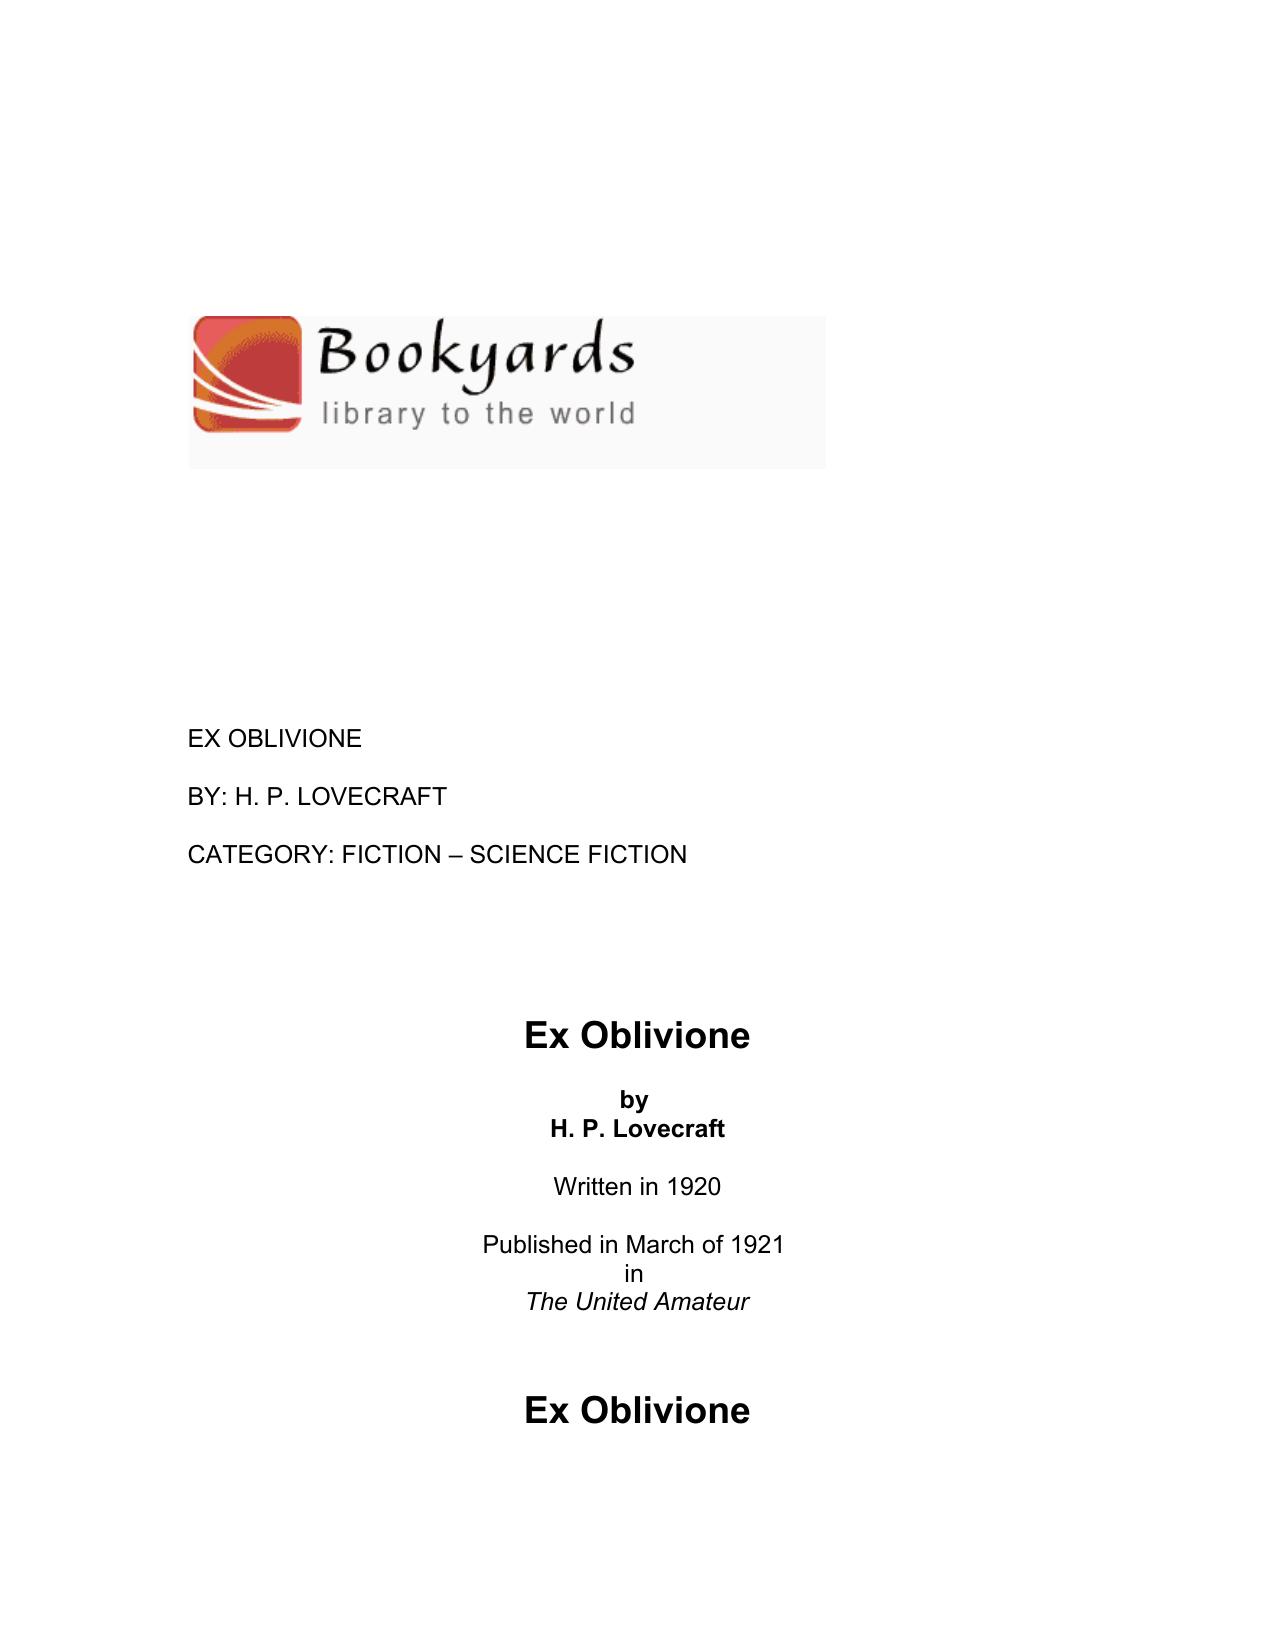 Bookyards
library to the world
EX OBLIVIONE
BY: H. P. LOVECRAFT
CATEGORY: FICTION – SCIENCE FICTION
Ex Oblivione
by
H. P. Lovecraft
Written in 1920
Published in March of 1921
in
The United Amateur
Ex Oblivione